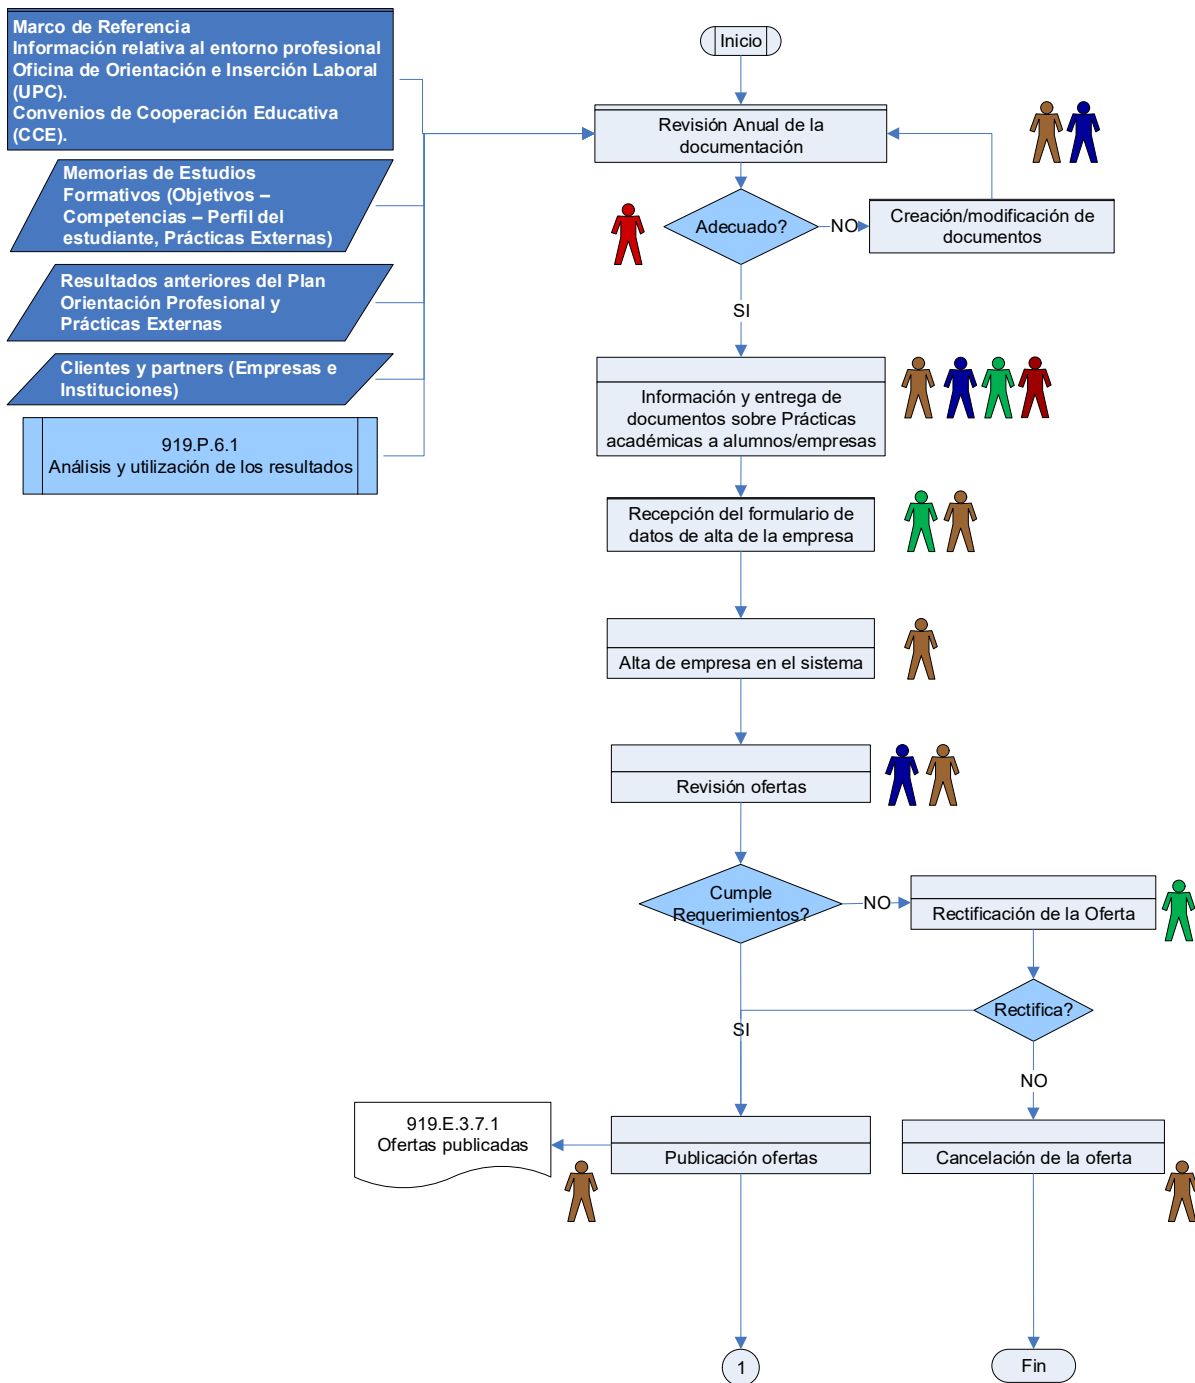 Marco de Referencia
Información relativa al entorno profesional
Oficina de Orientación e Inserción Laboral
(UPC).
Convenios de Cooperación Educativa
(CCE).
Memorias de Estudios
Formativos (Objetivos –
Competencias – Perfil del
estudiante, Prácticas Externas)
Resultados anteriores del Plan
Orientación Profesional y
Prácticas Externas
Clientes y partners (Empresas e
Instituciones)
919.P.6.1
Análisis y utilización de los resultados
Inicio
Revisión Anual de la
documentación
Adecuado?
NO
Creación/modificación de
documentos
SI
Información y entrega de
documentos sobre Prácticas
académicas a alumnos/empresas
Recepción del formulario de
datos de alta de la empresa
Alta de empresa en el sistema
Revisión ofertas
Cumple
Requerimientos?
NO
Rectificación de la Oferta
Rectifica?
SI
NO
919.E.3.7.1
Ofertas publicadas
Publicación ofertas
Cancelación de la oferta
1
Fin